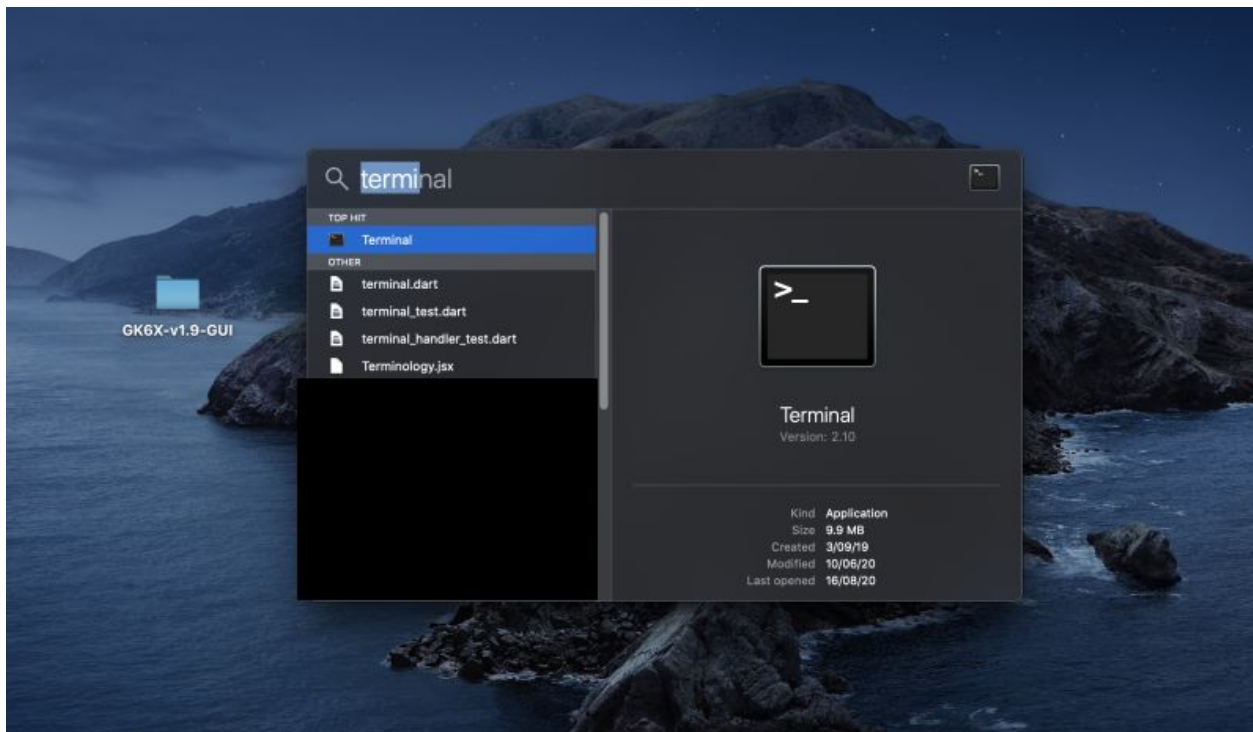 terminal
TOP HIT
Terminal
OTHER
terminal.dart
terminal_test.dart
terminal_handler_test.dart
Terminology.jsx
GK6X-v1.9-GUI
>_
Terminal
Version: 2.10
Kind Application
Size 9.9 MB
Created 3/09/19
Modified 10/06/20
Last opened 16/08/20